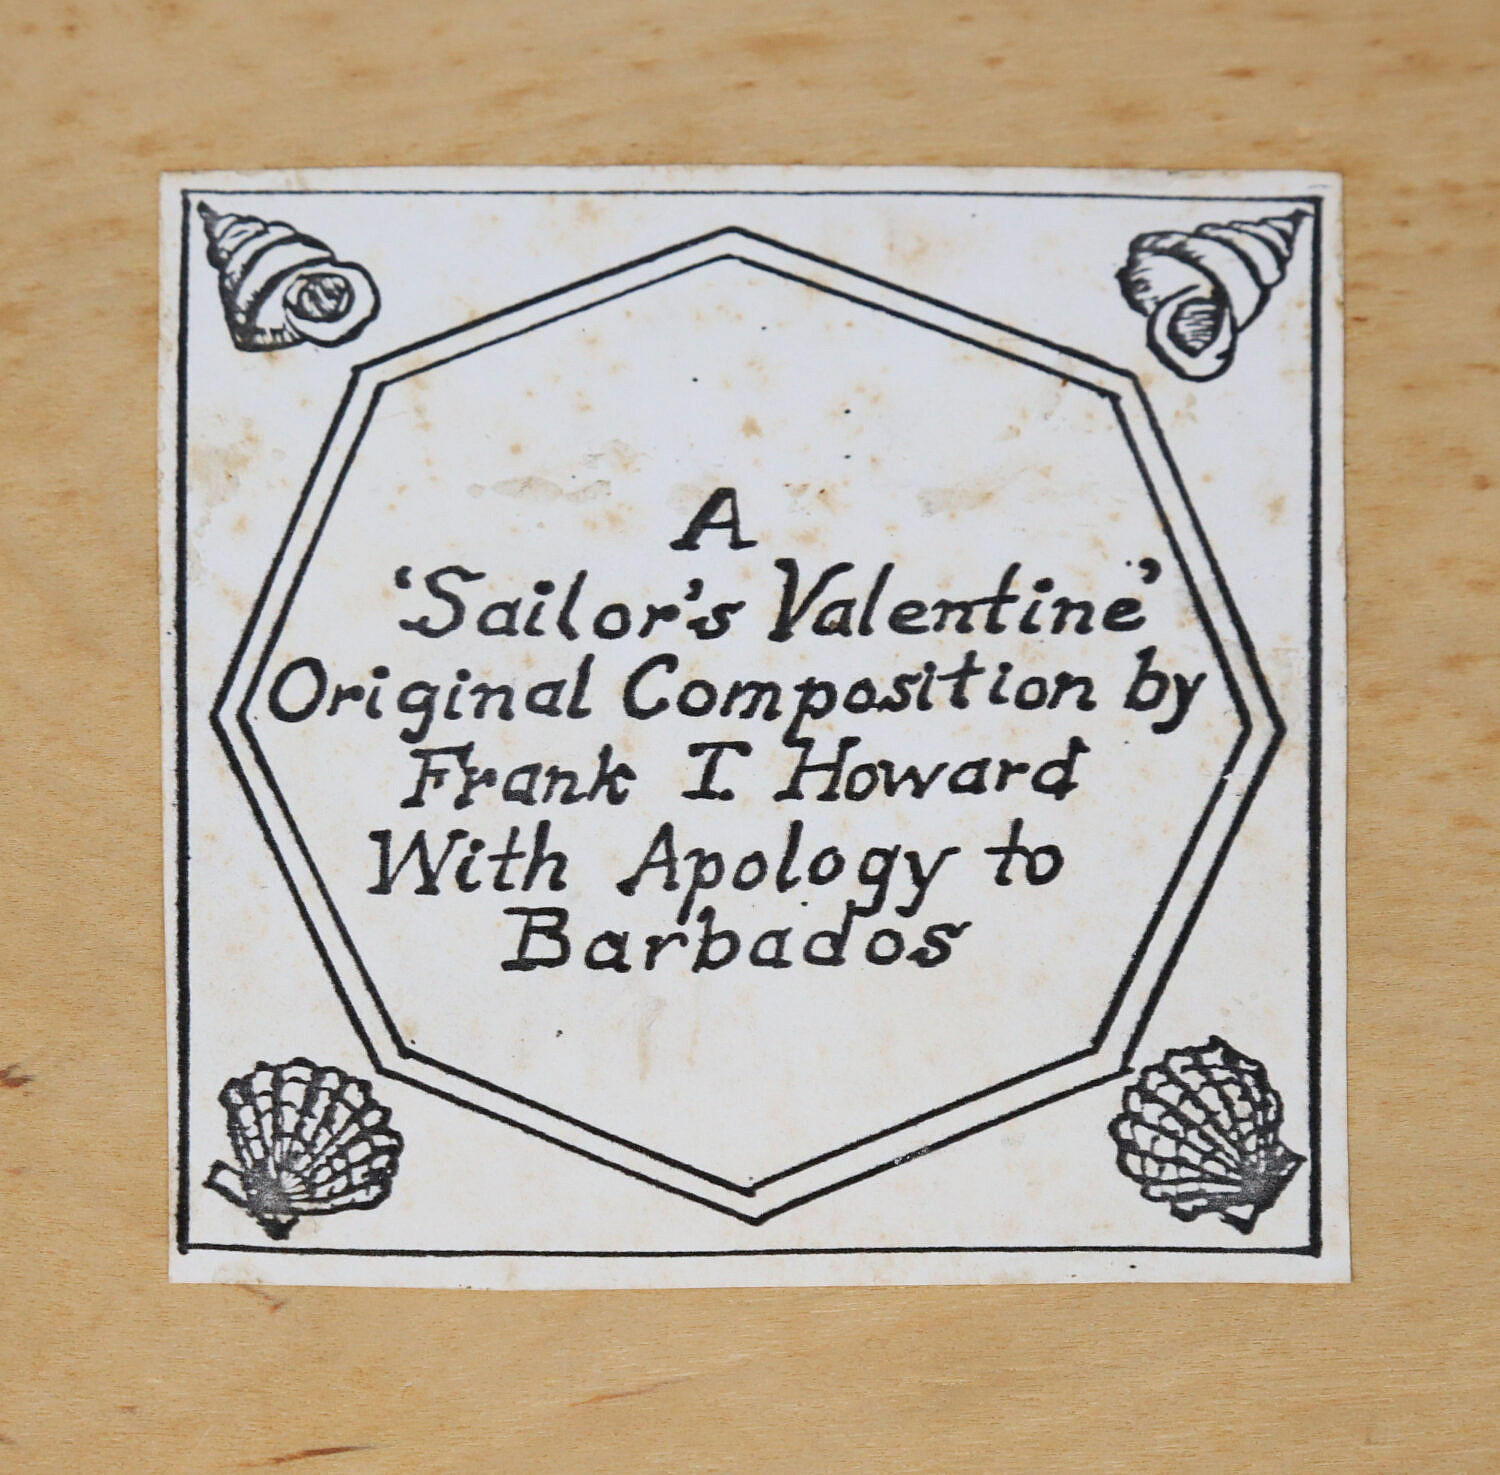 A
‘Sailor's Valentine’
Original Composition by
Frank I. Howard
With Apology to
Barbados